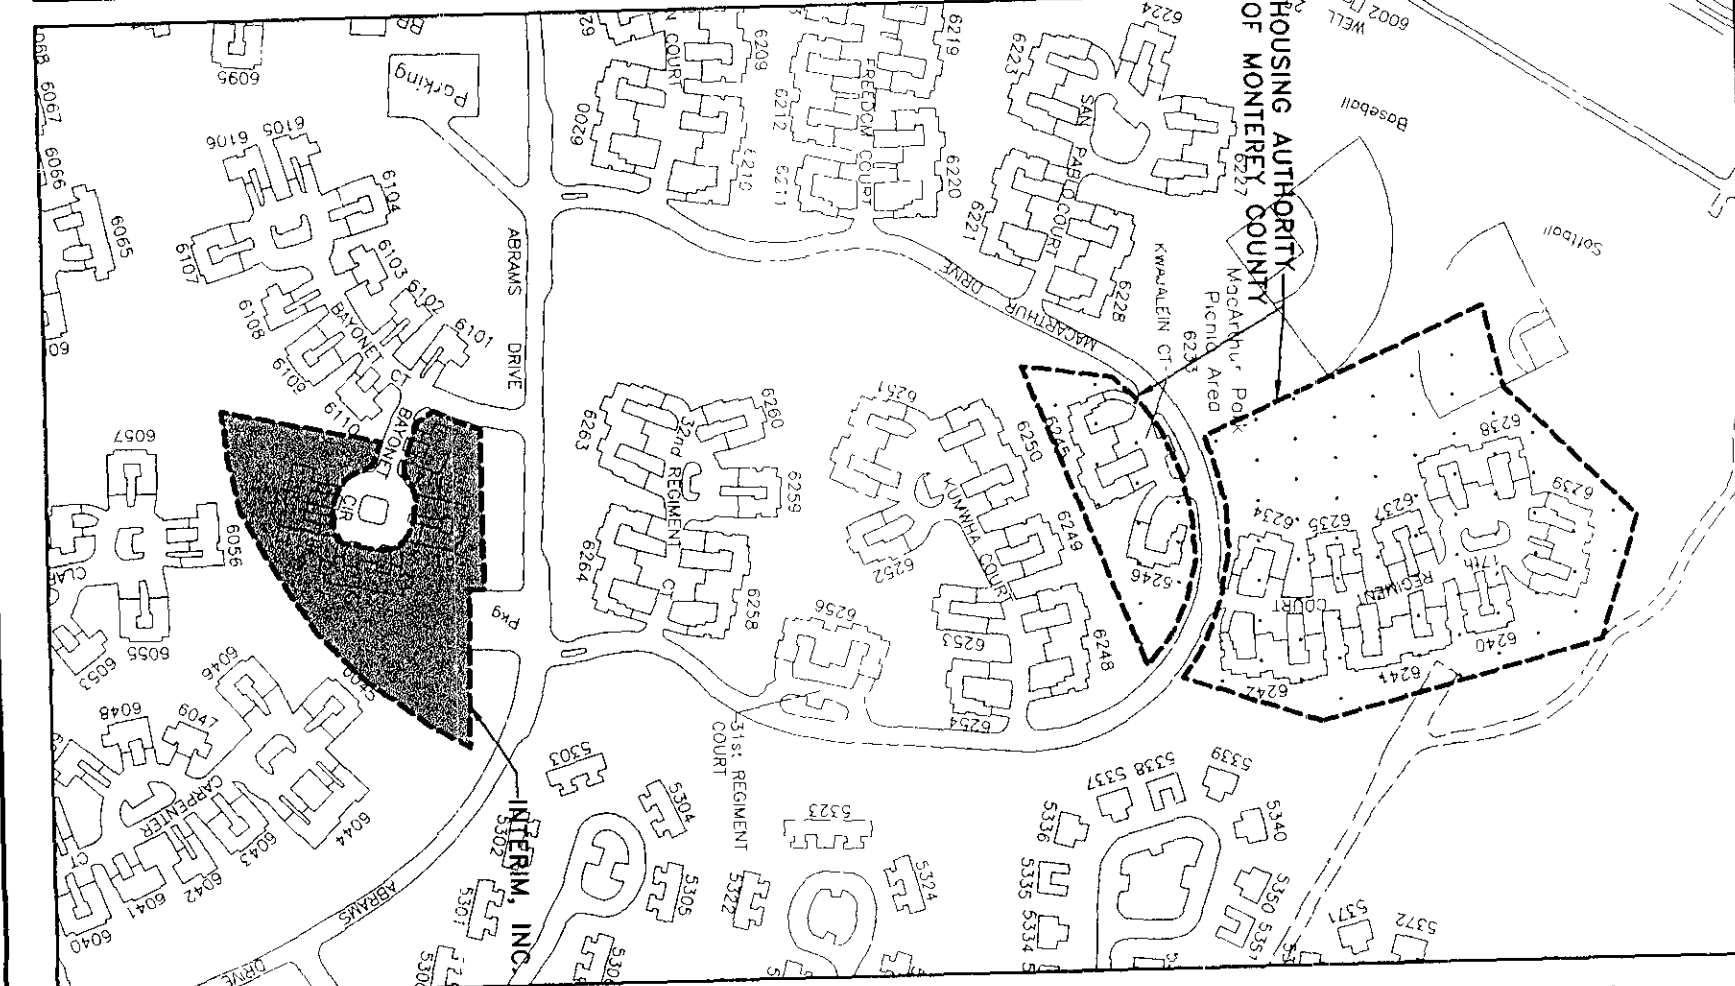 HOUSING AUTHORITY
OF MONTEREY COUNTY
INTERIM, INC.
6002
WELL
Baseball
Softball
MacArthur Park
Picnic Area
6233
KWAJALEIN CT.
Parking
6095
6105
6106
6104
6107
6103
6108
6102
6101
6109
6110
BAYONET CT
BAYONET
CIR
ABRAMS DRIVE
6067
6066
6065
6057
6056
6055
6053
6046
6045
6048
6047
6044
6043
6042
6041
6040
CARPENTER
CT
ABRAMS
DRIVE
Pkg
6209
6210
6200
COURT
6219
6212
6211
6220
FREEDOM COURT
6224
6223
6227
6221
6228
SAN
PABLO COURT
MACARTHUR
DRIVE
6263
6260
6259
6264
6258
32nd REGIMENT
CT
6251
6250
6249
6252
6248
6253
6254
6256
KUMWHA COURT
6245
6246
31st REGIMENT
COURT
6238
6239
6237
6235
6234
6240
6241
6242
17th
REGIMENT
COURT
5303
5304
5302
5301
5305
5306
5323
5322
5324
5339
5338
5337
5336
5335
5334
5340
5350
5371
5372